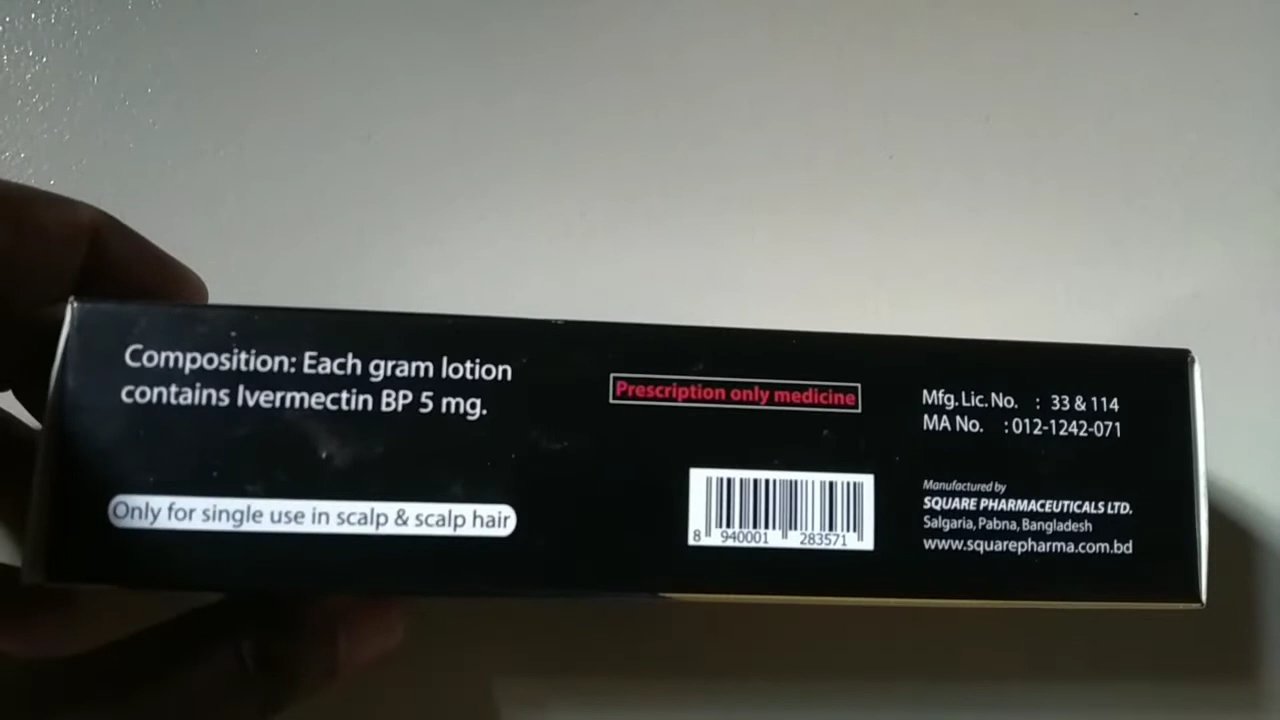 Composition: Each gram lotion
contains Ivermectin BP 5 mg.
Only for single use in scalp & scalp hair
Prescription only medicine
8 940001 283571
Mfg. Lic. No. : 33 & 114
MA No. : 012-1242-071
Manufactured by
SQUARE PHARMACEUTICALS LTD.
Salgaria, Pabna, Bangladesh
www.squarepharma.com.bd